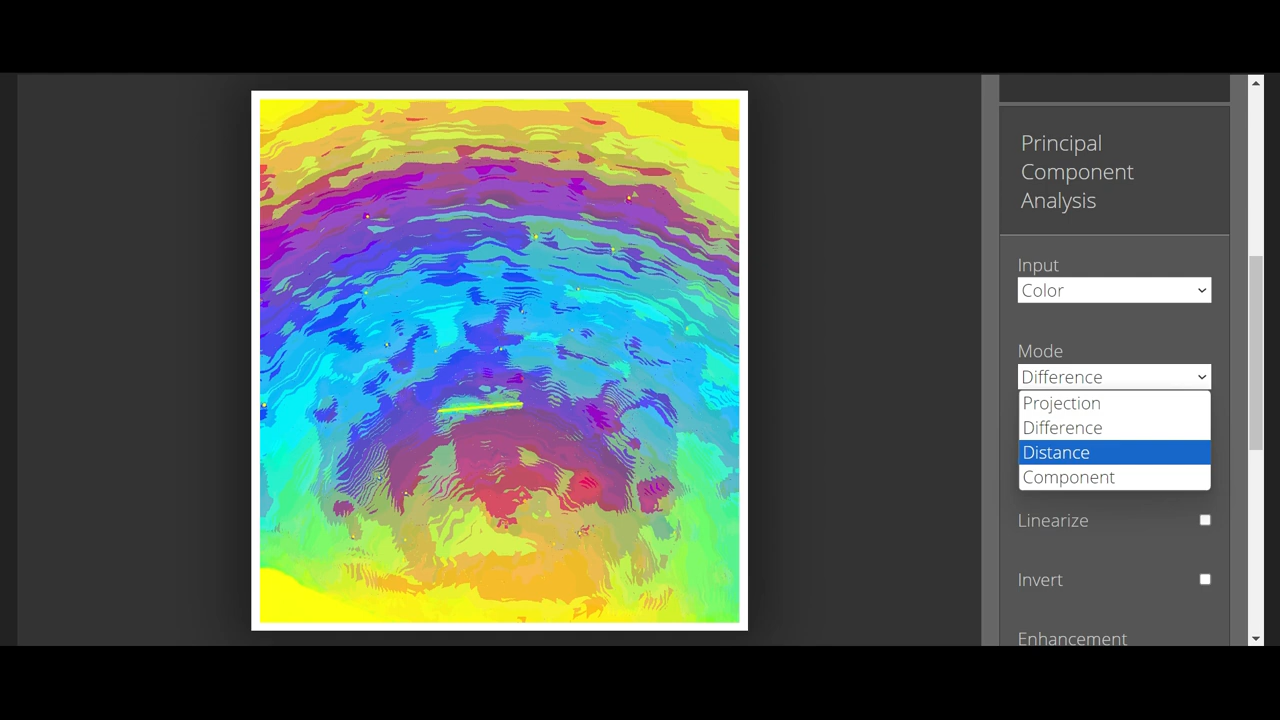 Principal
Component
Analysis
Input
Color
Mode
Difference
Projection
Difference
Distance
Component
Linearize
Invert
Enhancement